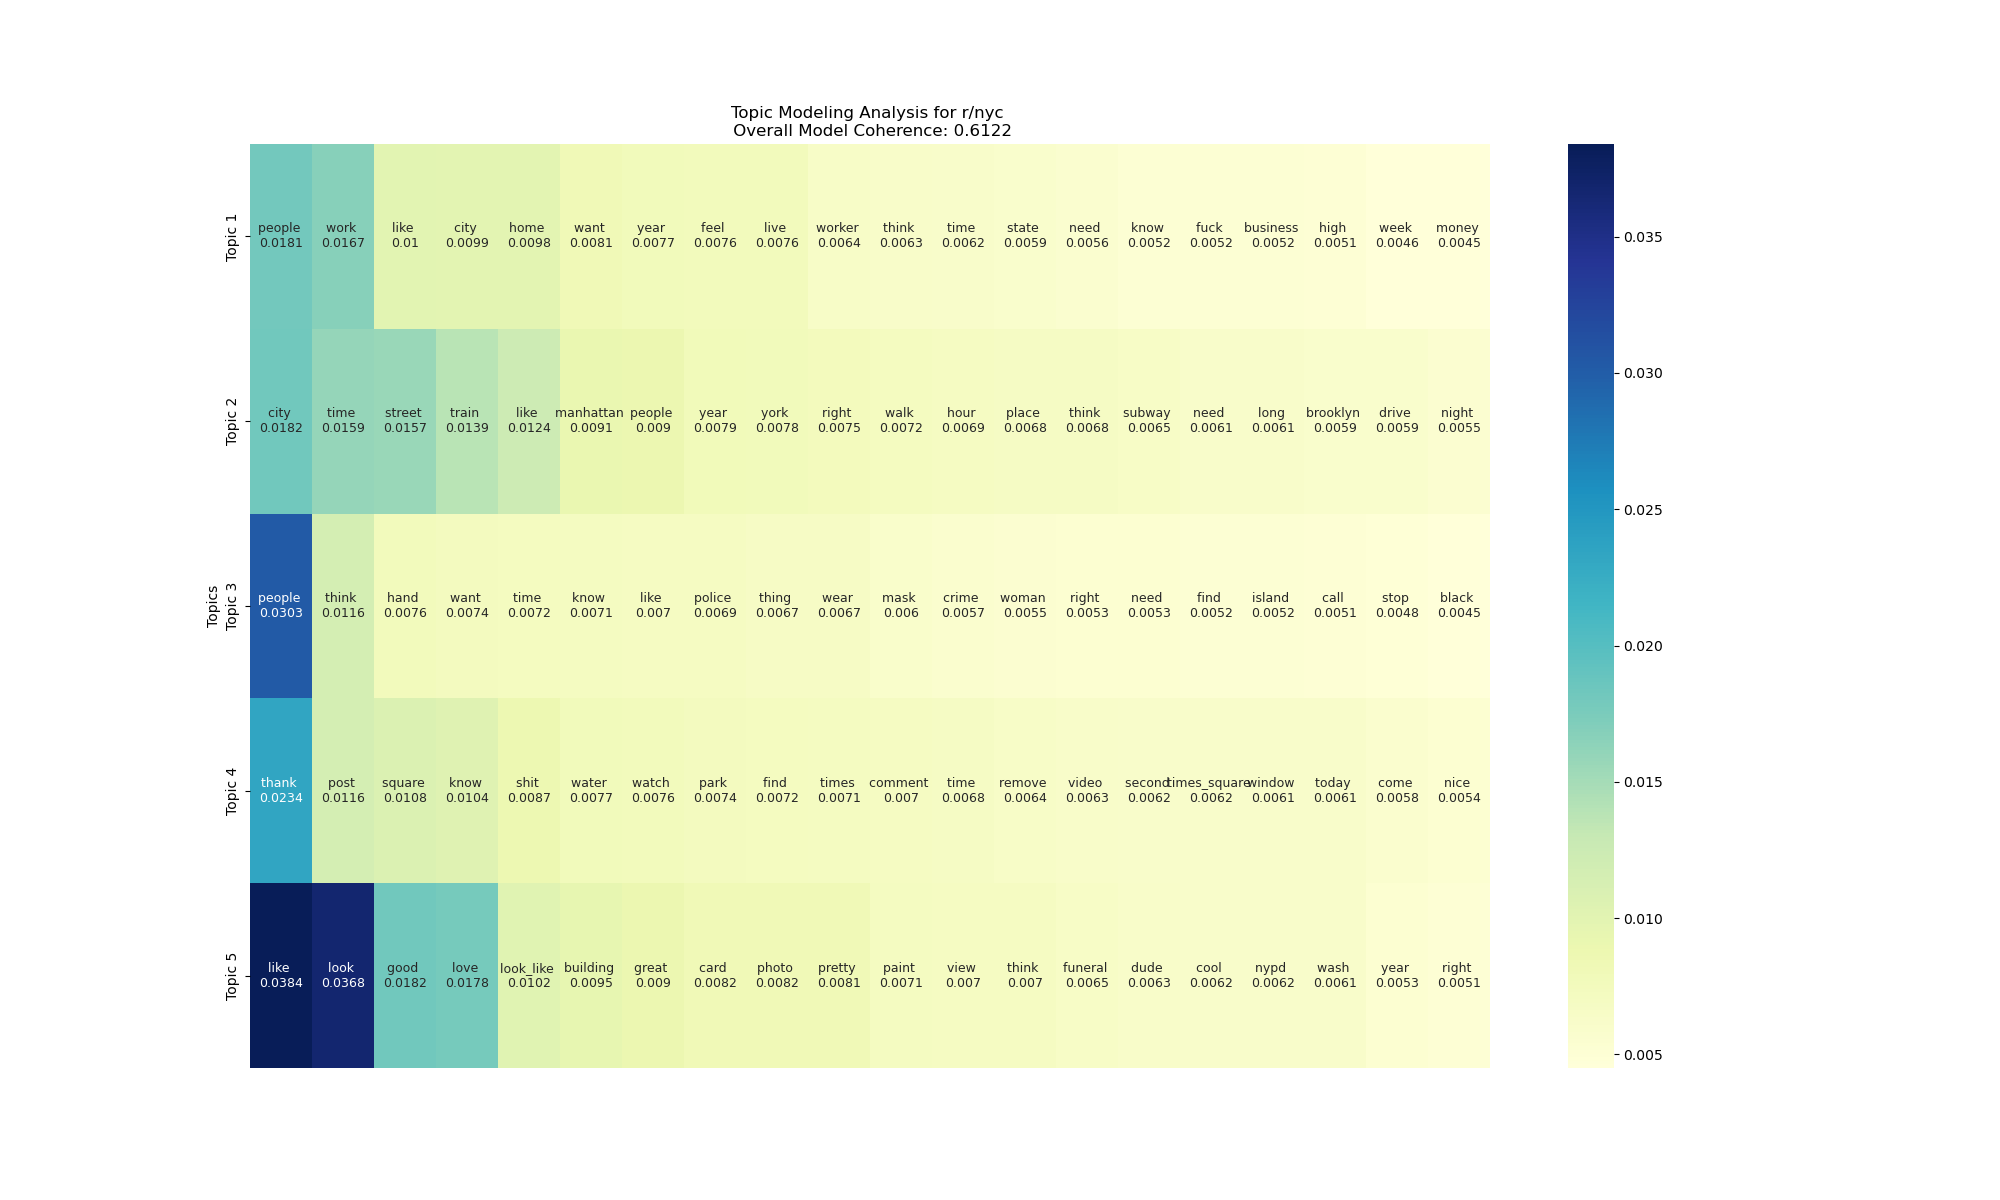 Topic Modeling Analysis for r/nyc
Overall Model Coherence: 0.6122
Topics
Topic 1
people work like city home want year feel live worker think time state need know fuck business high week money
0.0181 0.0167 0.01 0.0099 0.0098 0.0081 0.0077 0.0076 0.0076 0.0064 0.0063 0.0062 0.0059 0.0056 0.0052 0.0052 0.0052 0.0051 0.0046 0.0045
Topic 2
city time street train like manhattan people year york right walk hour place think subway need long brooklyn drive night
0.0182 0.0159 0.0157 0.0139 0.0124 0.0091 0.009 0.0079 0.0078 0.0075 0.0072 0.0069 0.0068 0.0068 0.0065 0.0061 0.0061 0.0059 0.0059 0.0055
Topic 3
people think hand want time know like police thing wear mask crime woman right need find island call stop black
0.0303 0.0116 0.0076 0.0074 0.0072 0.0071 0.007 0.0069 0.0067 0.0067 0.006 0.0057 0.0055 0.0053 0.0053 0.0052 0.0052 0.0051 0.0048 0.0045
Topic 4
thank post square know shit water watch park find times comment time remove video second times_square window today come nice
0.0234 0.0116 0.0108 0.0104 0.0087 0.0077 0.0076 0.0074 0.0072 0.0071 0.007 0.0068 0.0064 0.0063 0.0062 0.0062 0.0061 0.0061 0.0058 0.0054
Topic 5
like look good love look_like building great card photo pretty paint view think funeral dude cool nypd wash year right
0.0384 0.0368 0.0182 0.0178 0.0102 0.0095 0.009 0.0082 0.0082 0.0081 0.0071 0.007 0.007 0.0065 0.0063 0.0062 0.0062 0.0061 0.0053 0.0051
0.035
0.030
0.025
0.020
0.015
0.010
0.005